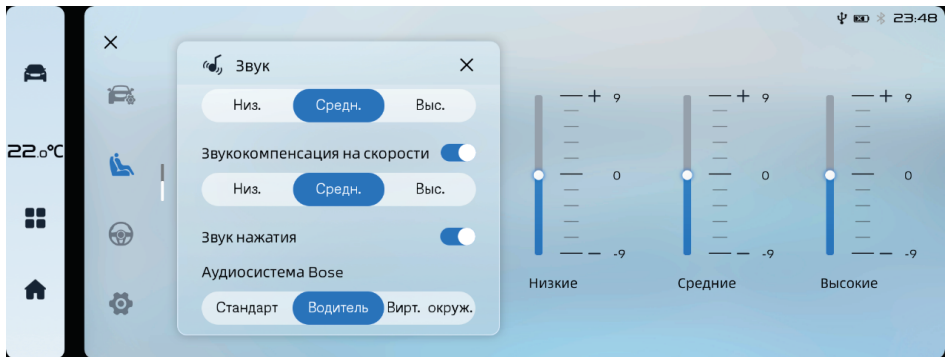 23:48
Звук
Низ. Средн. Выс.
22.0°C
Звукокомпенсация на скорости
Низ. Средн. Выс.
Звук нажатия
Аудиосистема Bose
Стандарт Водитель Вирт. окруж.
+ 9 + 9 + 9
0 0 0
-9 -9 -9
Низкие Средние Высокие